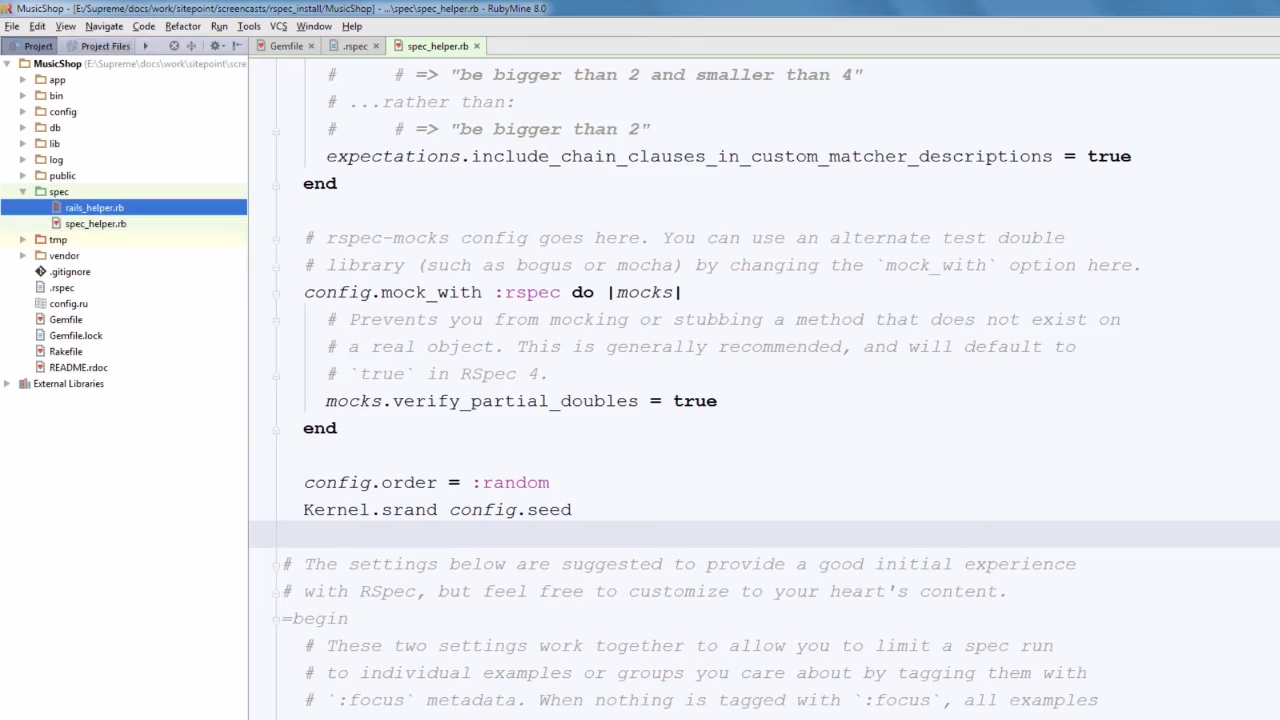 MusicShop - [E:/Supreme/docs/work/sitepoint/screencasts/rspec_install/MusicShop] - ...\spec\spec_helper.rb - RubyMine 8.0
File Edit View Navigate Code Refactor Run Tools VCS Window Help
Project Project Files Gemfile .rspec spec_helper.rb
MusicShop (E:\Supreme\docs\work\sitepoint\scre
app
bin
config
db
lib
log
public
spec
rails_helper.rb
spec_helper.rb
tmp
vendor
.gitignore
.rspec
config.ru
Gemfile
Gemfile.lock
Rakefile
README.rdoc
External Libraries
#     # => "be bigger than 2 and smaller than 4"
# ...rather than:
#     # => "be bigger than 2"
expectations.include_chain_clauses_in_custom_matcher_descriptions = true
end
# rspec-mocks config goes here. You can use an alternate test double
# library (such as bogus or mocha) by changing the `mock_with` option here.
config.mock_with :rspec do |mocks|
# Prevents you from mocking or stubbing a method that does not exist on
# a real object. This is generally recommended, and will default to
# `true` in RSpec 4.
mocks.verify_partial_doubles = true
end
config.order = :random
Kernel.srand config.seed
# The settings below are suggested to provide a good initial experience
# with RSpec, but feel free to customize to your heart's content.
=begin
# These two settings work together to allow you to limit a spec run
# to individual examples or groups you care about by tagging them with
# `:focus` metadata. When nothing is tagged with `:focus`, all examples